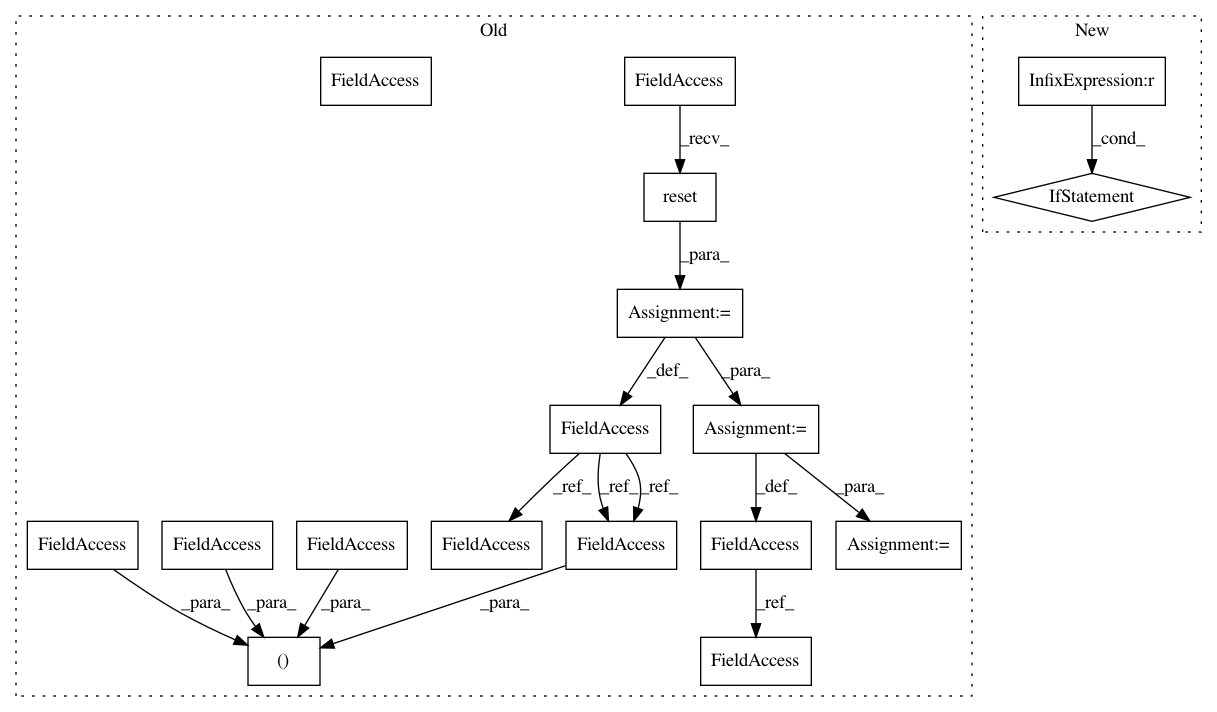 Old
New
FieldAccess
FieldAccess
InfixExpression:r
_recv_
_cond_
reset
IfStatement
_para_
Assignment:=
_def_
_para_
FieldAccess
Assignment:=
_ref_
_ref_
_ref_
_def_
_para_
FieldAccess
FieldAccess
FieldAccess
FieldAccess
FieldAccess
FieldAccess
Assignment:=
_para_
_para_
_para_
_para_
_ref_
()
FieldAccess